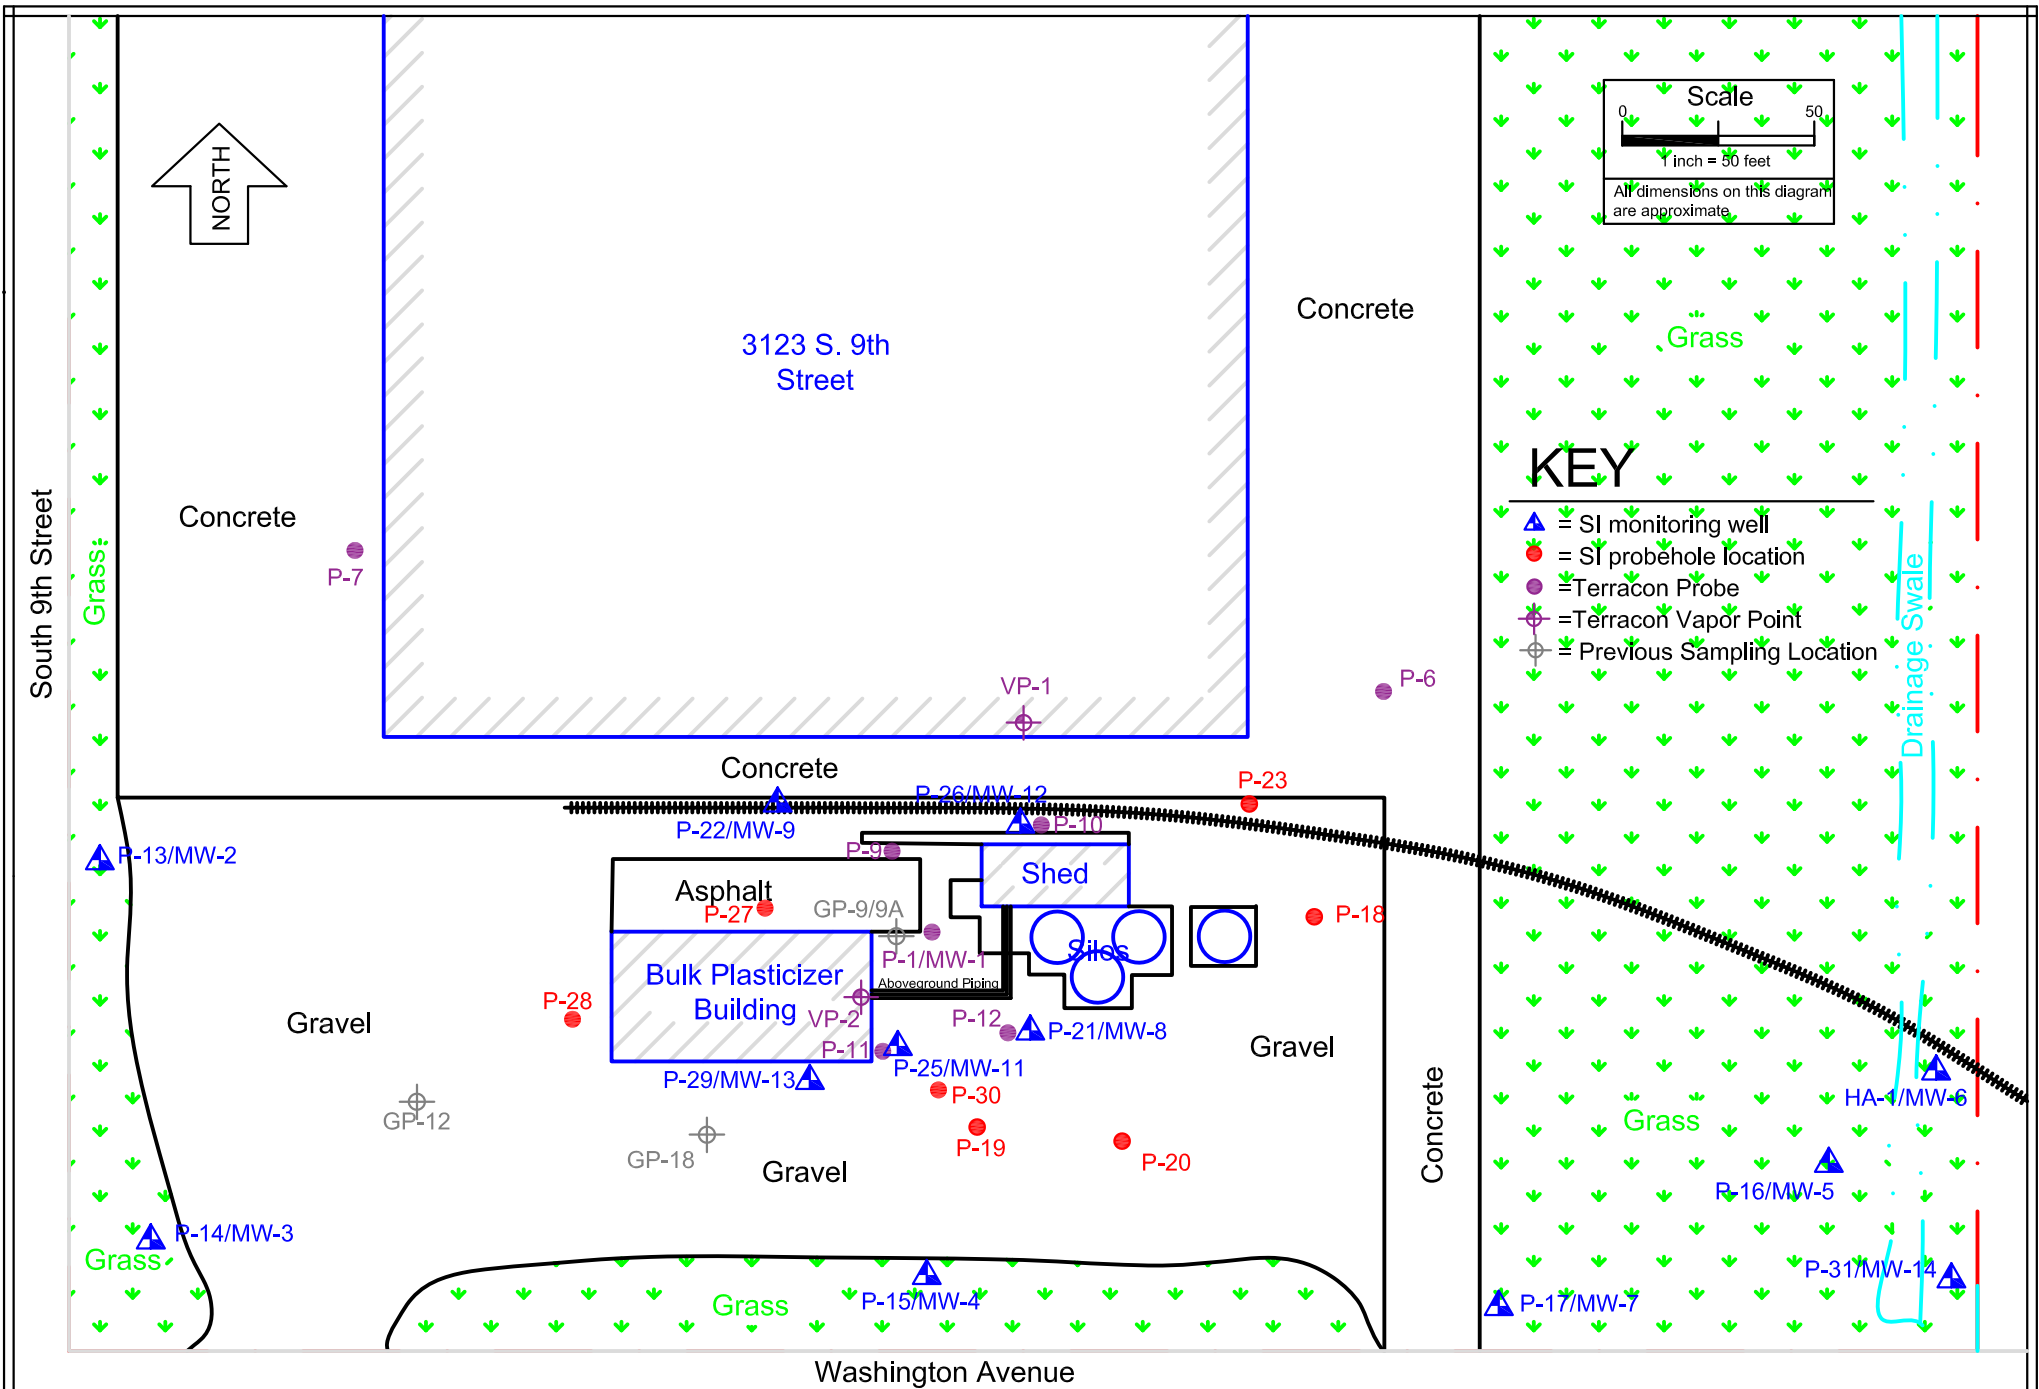 Scale
0
50
1 inch = 50 feet
All dimensions on this diagram
are approximate
NORTH
Concrete
3123 S. 9th
Street
Grass
KEY
= SI monitoring well
= SI probehole location
=Terracon Probe
=Terracon Vapor Point
= Previous Sampling Location
South 9th Street
Grass
Concrete
P-7
Drainage Swale
VP-1
P-6
Concrete
P-23
P-26/MW-12
P-22/MW-9
P-10
P-13/MW-2
P-9
Shed
Asphalt
P-27
GP-9/9A
P-18
Silos
P-1/MW-1
Bulk Plasticizer
Building
Aboveground Piping
P-28
VP-2
P-12
P-21/MW-8
Gravel
Gravel
P-11
P-25/MW-11
P-29/MW-13
P-30
HA-1/MW-6
GP-12
Grass
Concrete
P-19
P-20
GP-18
Gravel
P-16/MW-5
P-14/MW-3
Grass
P-31/MW-14
Grass
P-15/MW-4
P-17/MW-7
Washington Avenue